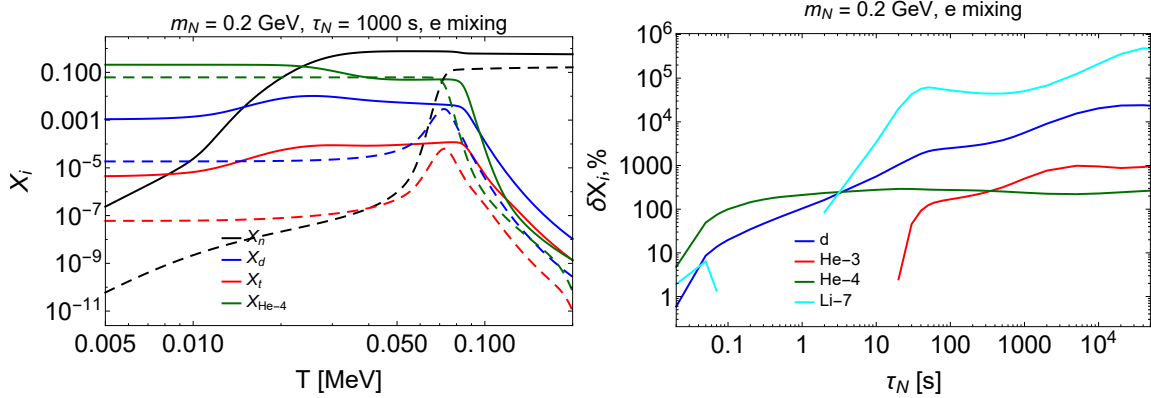 m_N = 0.2 GeV, τ_N = 1000 s, e mixing
X_i
0.100
0.001
10^-5
10^-7
10^-9
10^-11
X_n
X_d
X_t
X_He-4
0.005
0.010
0.050
0.100
T [MeV]
m_N = 0.2 GeV, e mixing
δX_i,%
10^6
10^5
10^4
1000
100
10
1
d
He-3
He-4
Li-7
0.1
1
10
100
1000
10^4
τ_N [s]